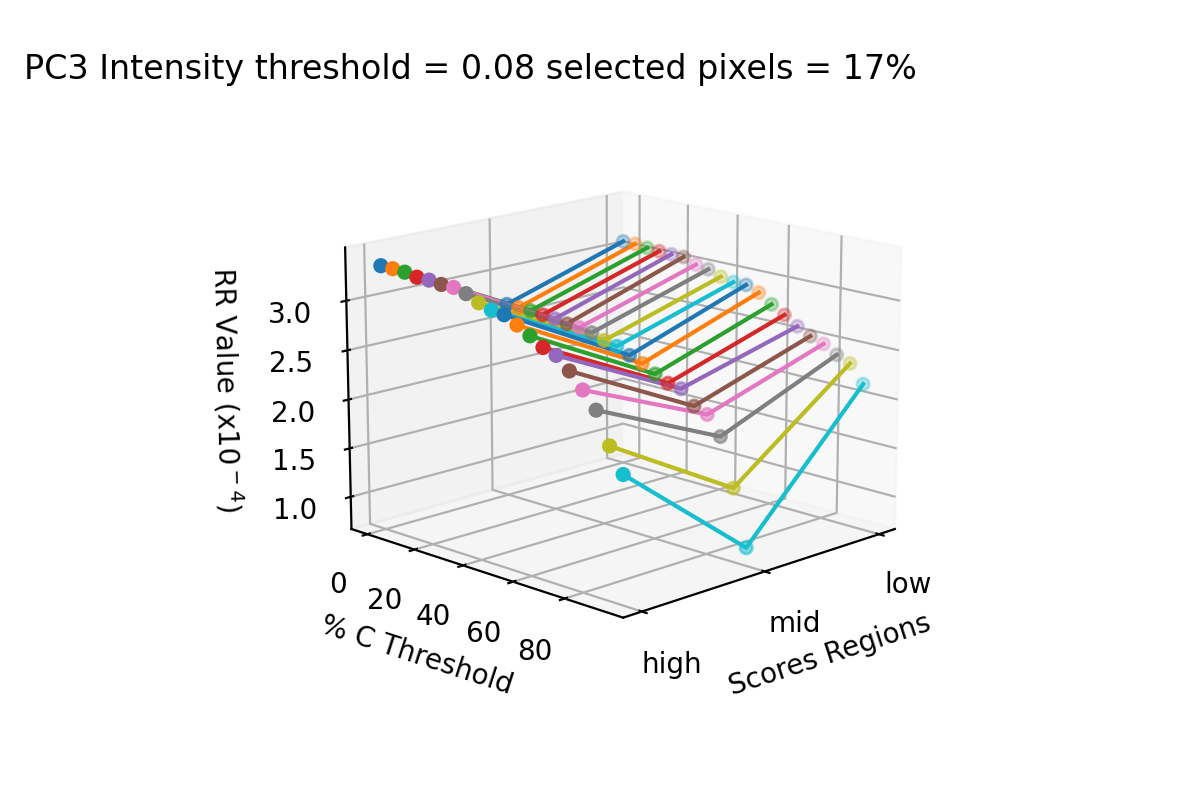 PC3 Intensity threshold = 0.08 selected pixels = 17%
RR Value (x10⁻⁴)
3.0
2.5
2.0
1.5
1.0
0
20
40
60
80
% C Threshold
high
mid
low
Scores Regions